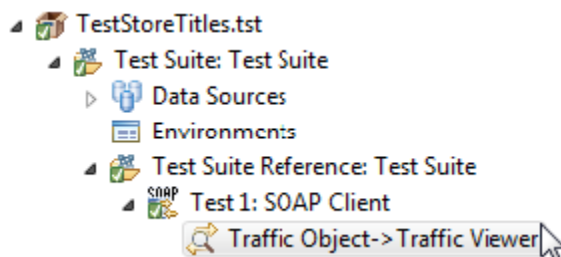 TestStoreTitles.tst
Test Suite: Test Suite
Data Sources
Environments
Test Suite Reference: Test Suite
SOAP
Test 1: SOAP Client
Traffic Object->Traffic Viewer